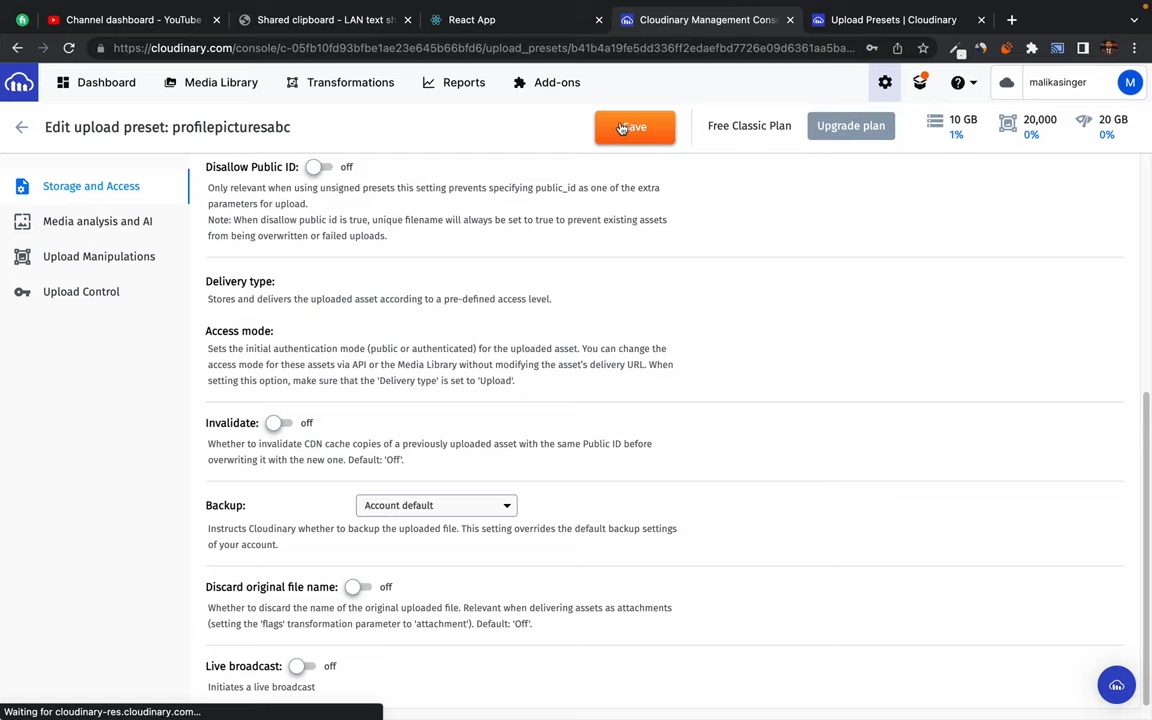 Channel dashboard - YouTube
Shared clipboard - LAN text sh
React App
Cloudinary Management Conso
Upload Presets | Cloudinary
https://cloudinary.com/console/c-05fb10fd93bfbe1ae23e645b66bfd6/upload_presets/b41b4a19fe5dd336ff2edaefbd7726e09d6361aa5ba...
Dashboard
Media Library
Transformations
Reports
Add-ons
malikasinger
M
Edit upload preset: profilepicturesabc
Free Classic Plan
Upgrade plan
10 GB
1%
20,000
0%
20 GB
0%
Storage and Access
Media analysis and AI
Upload Manipulations
Upload Control
Disallow Public ID: off
Only relevant when using unsigned presets this setting prevents specifying public_id as one of the extra
parameters for upload.
Note: When disallow public id is true, unique filename will always be set to true to prevent existing assets
from being overwritten or failed uploads.
Delivery type:
Stores and delivers the uploaded asset according to a pre-defined access level.
Access mode:
Sets the initial authentication mode (public or authenticated) for the uploaded asset. You can change the
access mode for these assets via API or the Media Library without modifying the asset's delivery URL. When
setting this option, make sure that the 'Delivery type' is set to 'Upload'.
Invalidate: off
Whether to invalidate CDN cache copies of a previously uploaded asset with the same Public ID before
overwriting it with the new one. Default: 'Off'.
Backup: Account default
Instructs Cloudinary whether to backup the uploaded file. This setting overrides the default backup settings
of your account.
Discard original file name: off
Whether to discard the name of the original uploaded file. Relevant when delivering assets as attachments
(setting the 'flags' transformation parameter to 'attachment'). Default: 'Off'.
Live broadcast: off
Initiates a live broadcast
Waiting for cloudinary-res.cloudinary.com...